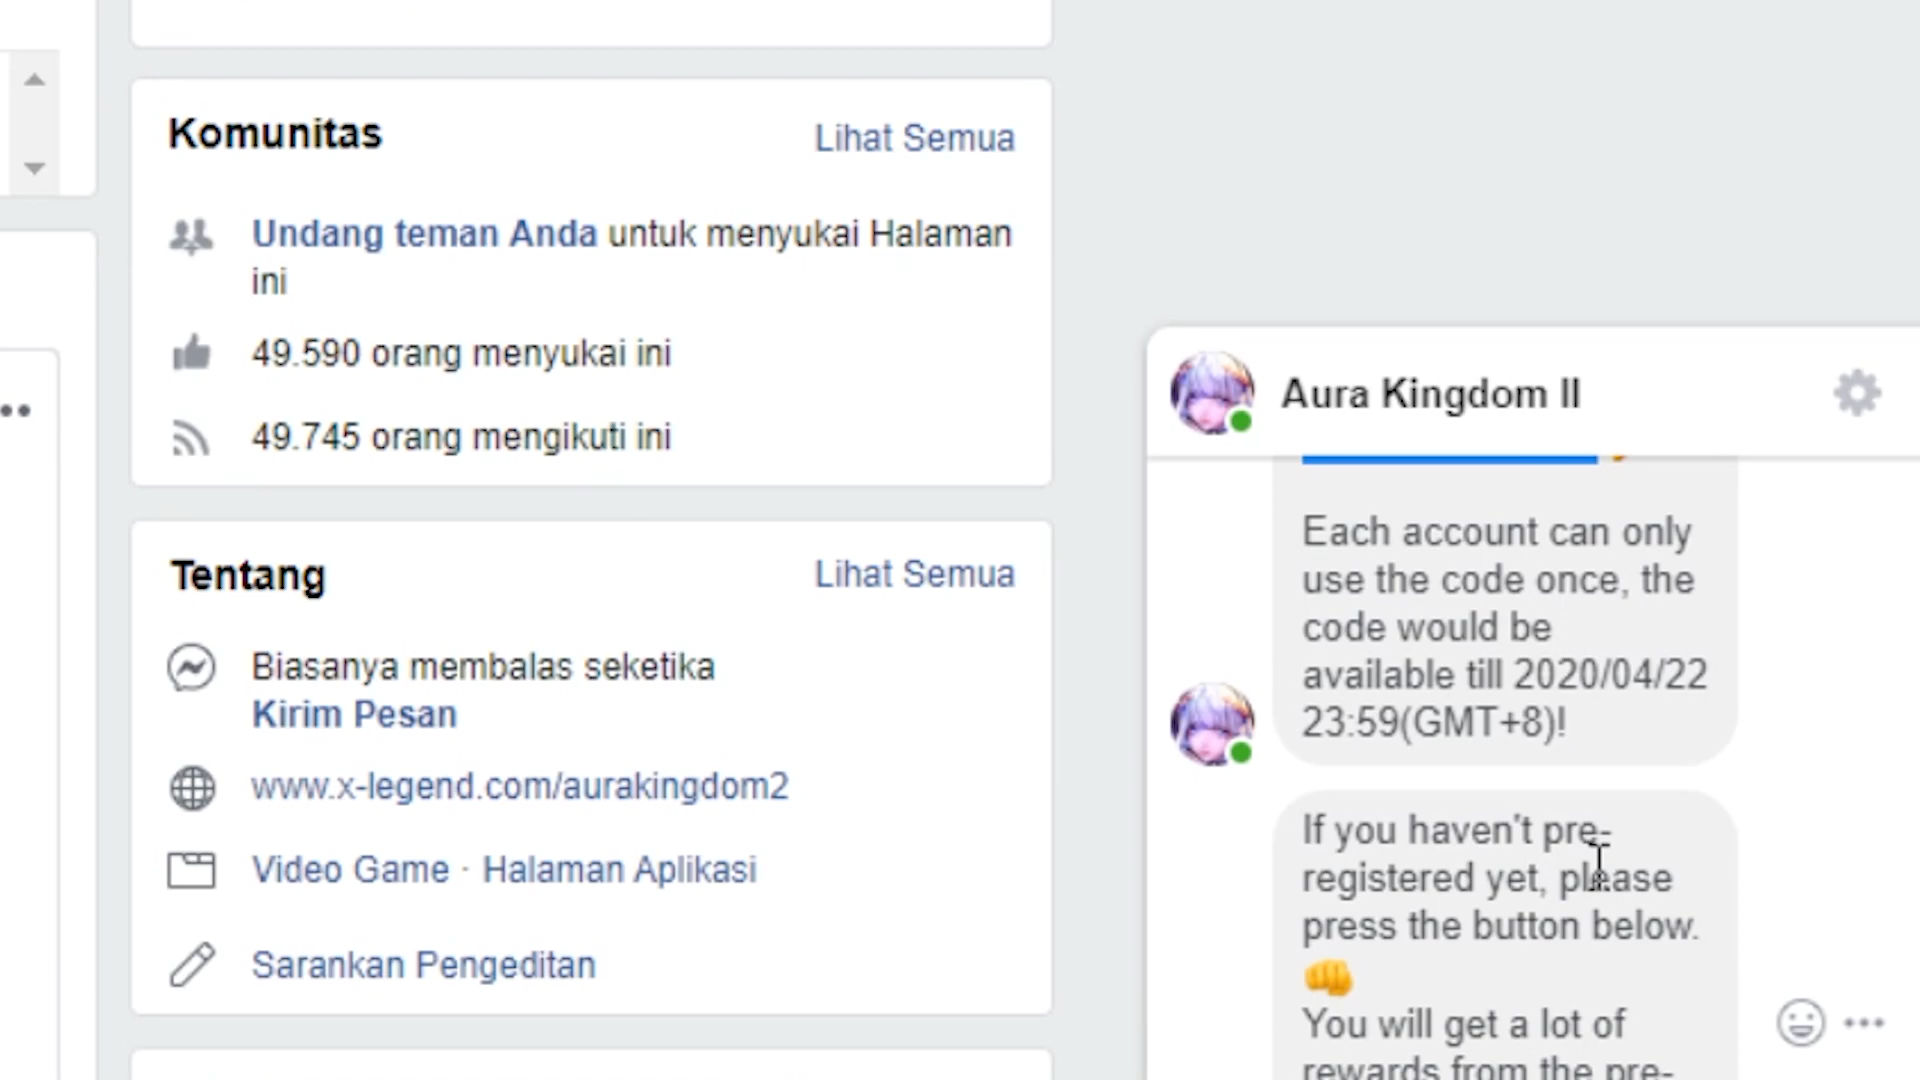 Komunitas
Lihat Semua
Undang teman Anda untuk menyukai Halaman
ini
49.590 orang menyukai ini
49.745 orang mengikuti ini
Tentang
Lihat Semua
Biasanya membalas seketika
Kirim Pesan
www.x-legend.com/aurakingdom2
Video Game · Halaman Aplikasi
Sarankan Pengeditan
Aura Kingdom II
Each account can only
use the code once, the
code would be
available till 2020/04/22
23:59(GMT+8)!
If you haven't pre-
registered yet, please
press the button below.
👊
You will get a lot of
rewards from the pre-